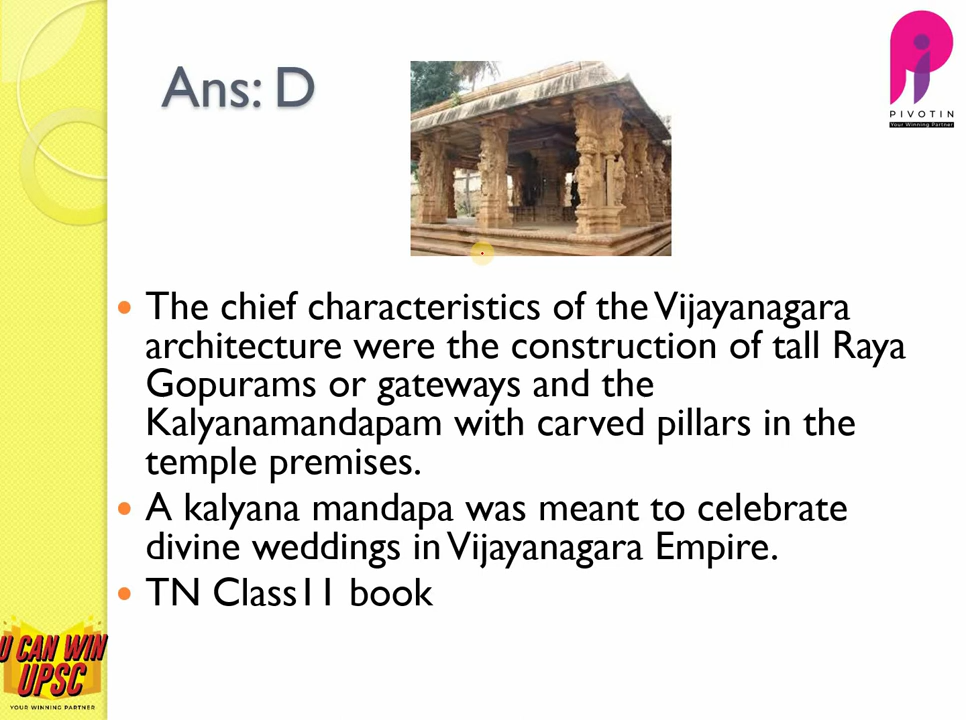 Ans: D
PIVOTIN
Your Winning Partner
The chief characteristics of the Vijayanagara
architecture were the construction of tall Raya
Gopurams or gateways and the
Kalyanamandapam with carved pillars in the
temple premises.
A kalyana mandapa was meant to celebrate
divine weddings in Vijayanagara Empire.
TN Class11 book
U CAN WIN
UPSC
YOUR WINNING PARTNER